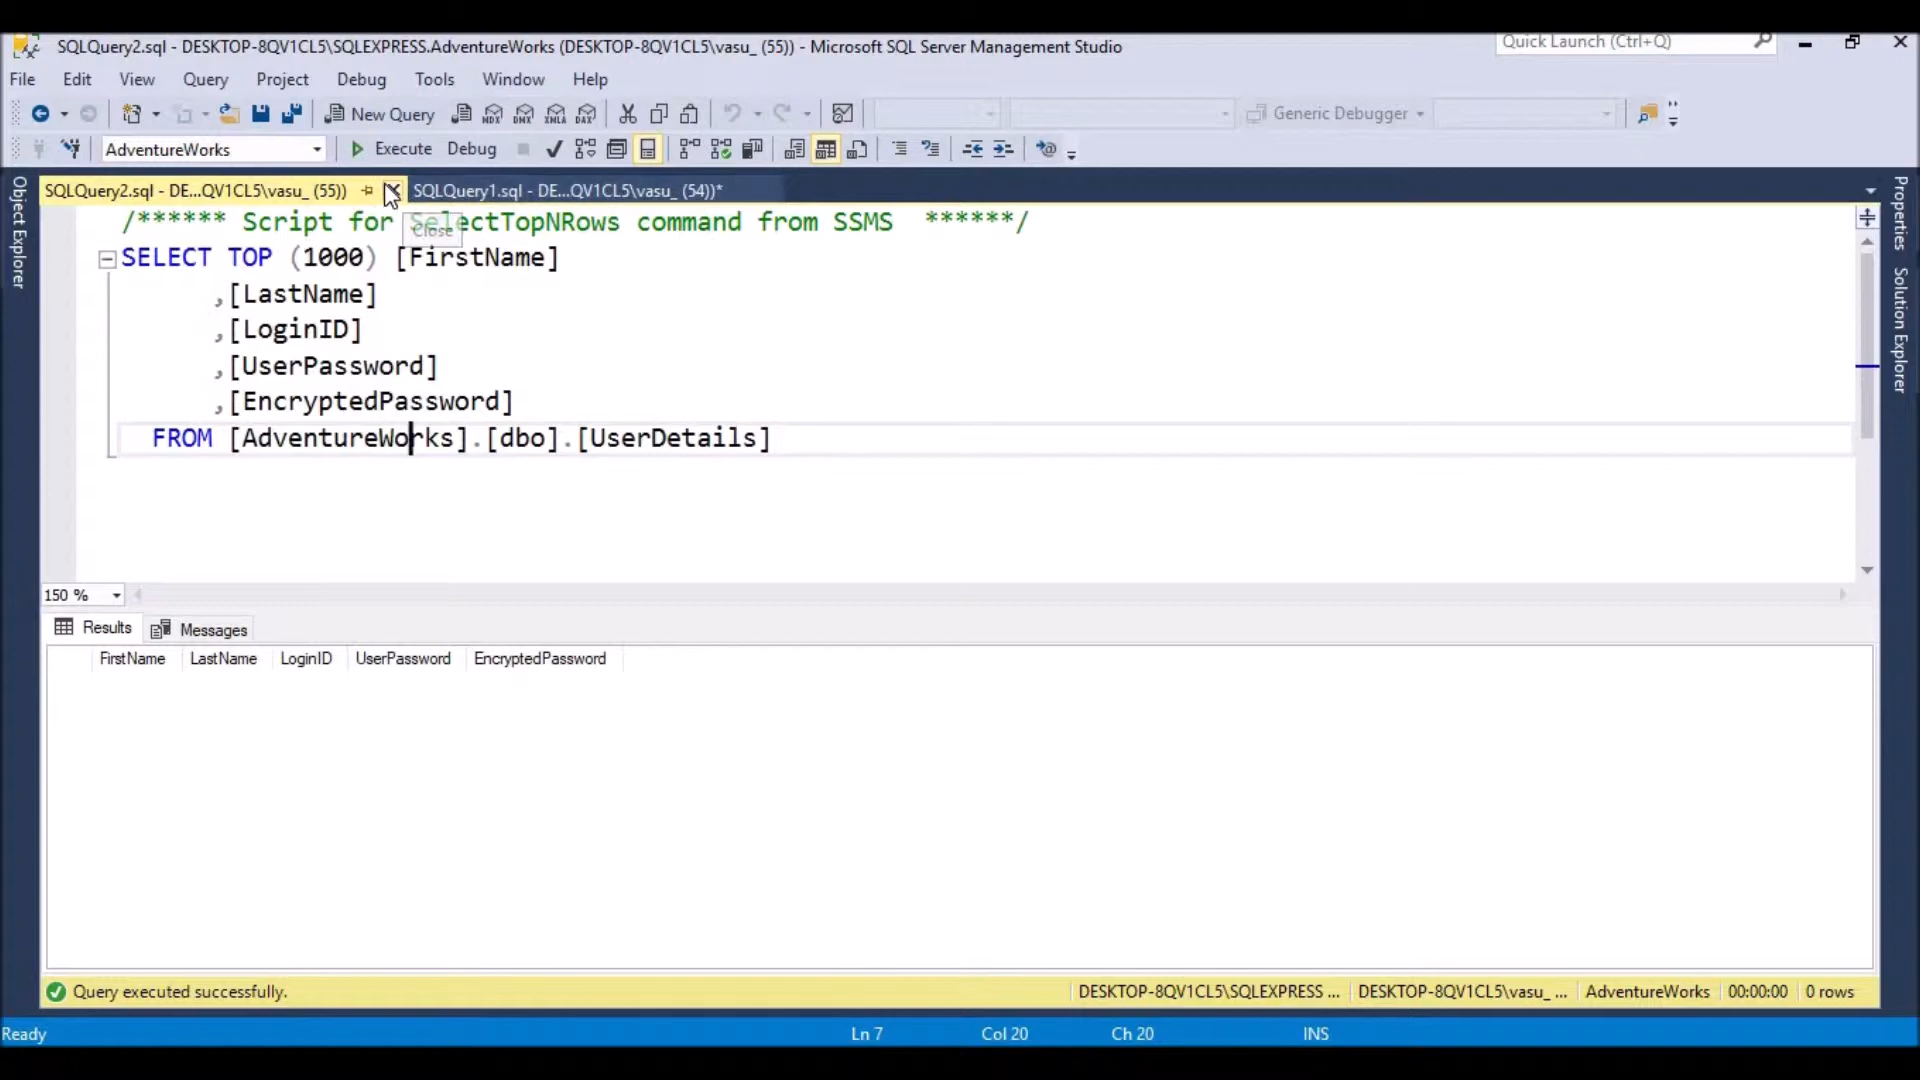 SQLQuery2.sql - DESKTOP-8QV1CL5\SQLEXPRESS.AdventureWorks (DESKTOP-8QV1CL5\vasu_ (55)) - Microsoft SQL Server Management Studio
Quick Launch (Ctrl+Q)
File Edit View Query Project Debug Tools Window Help
New Query MDX DMX XMLA DAX Generic Debugger
AdventureWorks Execute Debug
SQLQuery2.sql - DE...QV1CL5\vasu_ (55)) SQLQuery1.sql - DE...QV1CL5\vasu_ (54))*
Object Explorer
Properties
Solution Explorer
/****** Script for SelectTopNRows command from SSMS ******/
Close
SELECT TOP (1000) [FirstName]
,[LastName]
,[LoginID]
,[UserPassword]
,[EncryptedPassword]
FROM [AdventureWorks].[dbo].[UserDetails]
150 %
Results Messages
FirstName LastName LoginID UserPassword EncryptedPassword
Query executed successfully. DESKTOP-8QV1CL5\SQLEXPRESS ... DESKTOP-8QV1CL5\vasu_ ... AdventureWorks 00:00:00 0 rows
Ready Ln 7 Col 20 Ch 20 INS